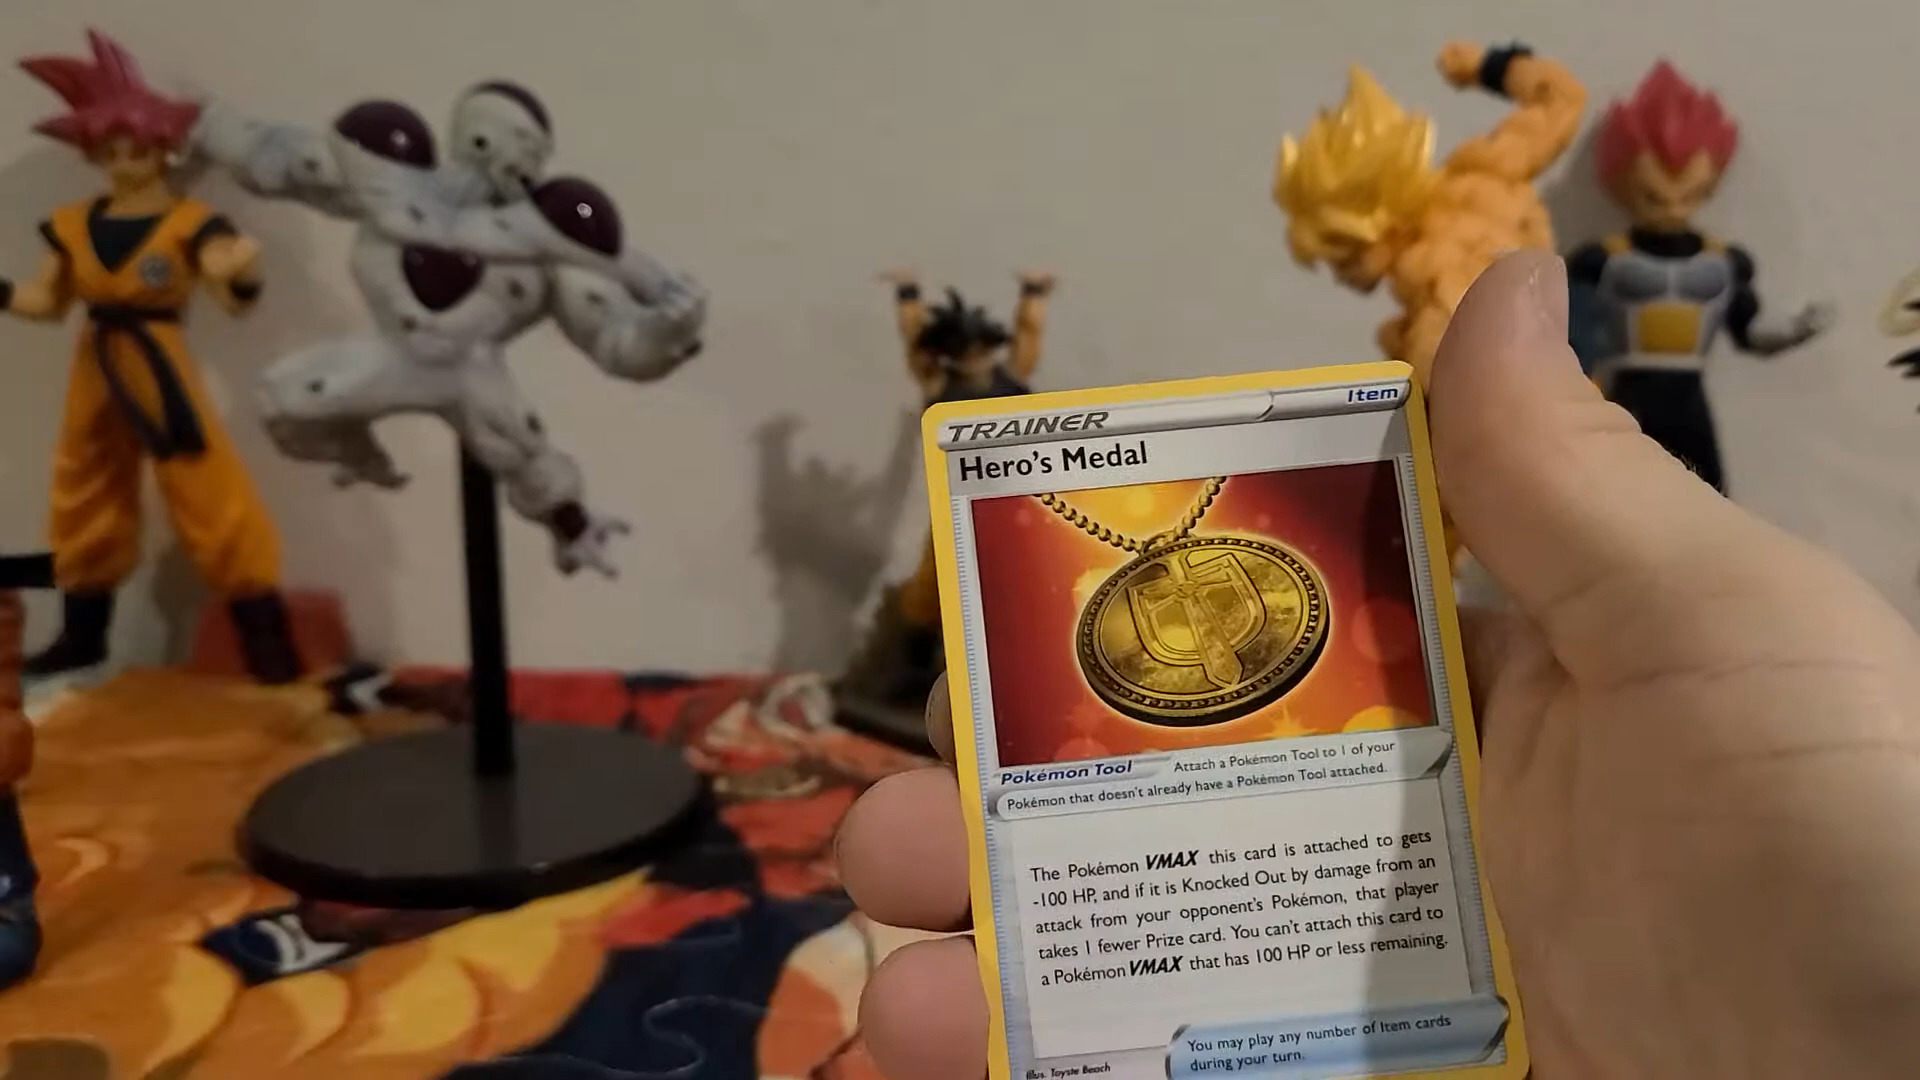 Item
TRAINER
Hero's Medal
Pokémon Tool
Attach a Pokémon Tool to 1 of your
Pokémon that doesn't already have a Pokémon Tool attached.
The Pokémon VMAX this card is attached to gets
-100 HP, and if it is Knocked Out by damage from an
attack from your opponent's Pokémon, that player
takes 1 fewer Prize card. You can't attach this card to
a Pokémon VMAX that has 100 HP or less remaining.
You may play any number of Item cards
during your turn.
Illus. Toyste Beach